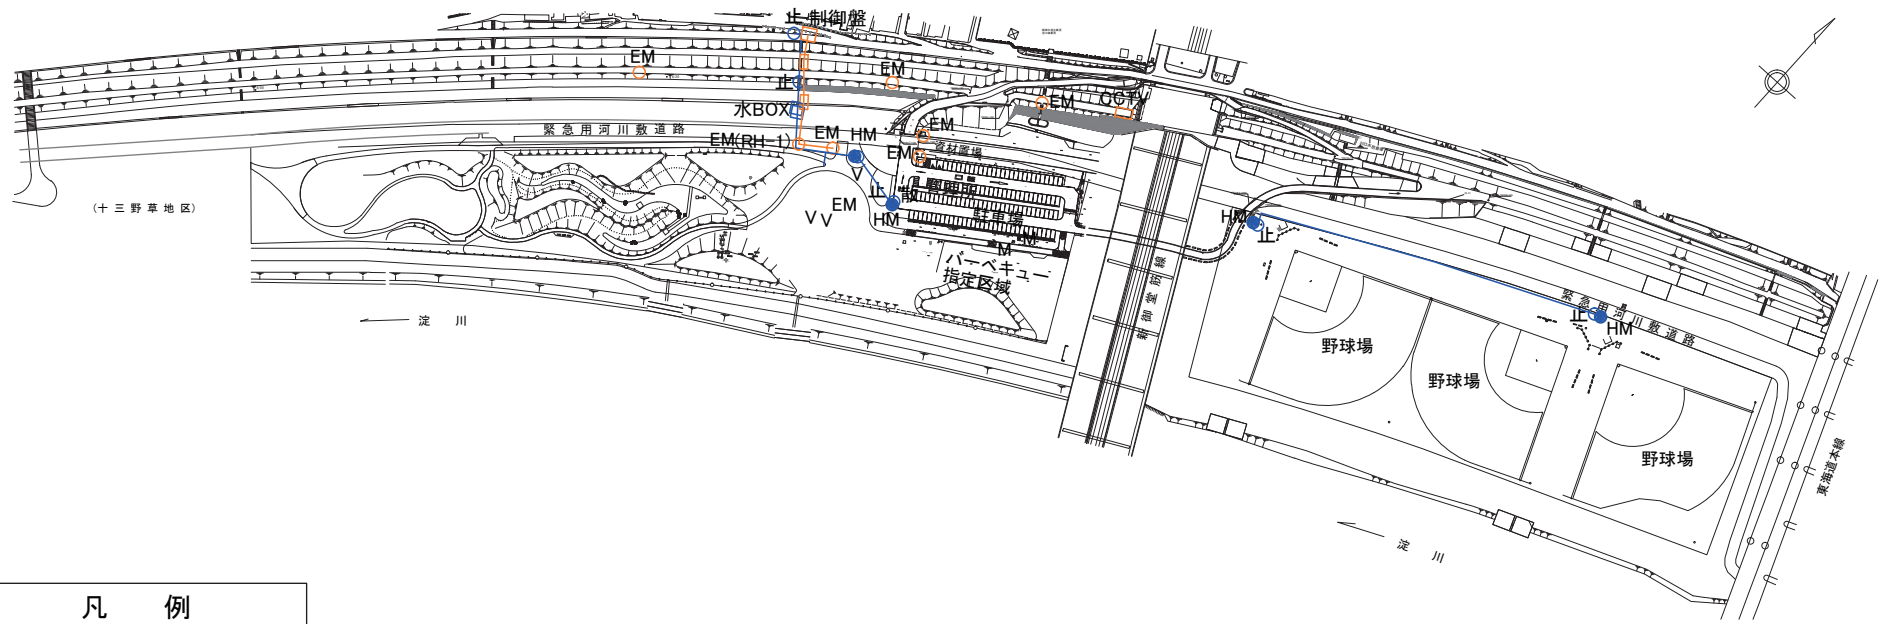 止 制御盤
EM
EM
止
EM
CCTV
水BOX
緊急用河川敷道路
EM(RH-1)
EM
HM
EM
EM
資材置場
V
止
散
管理所
(十三野草地区)
V V
EM
HM
駐車場
M
M
バーベキュー
指定区域
HM
止
新御堂筋線
緊急用河川敷道路
止
HM
淀川
野球場
野球場
野球場
東海道本線
淀川
凡例